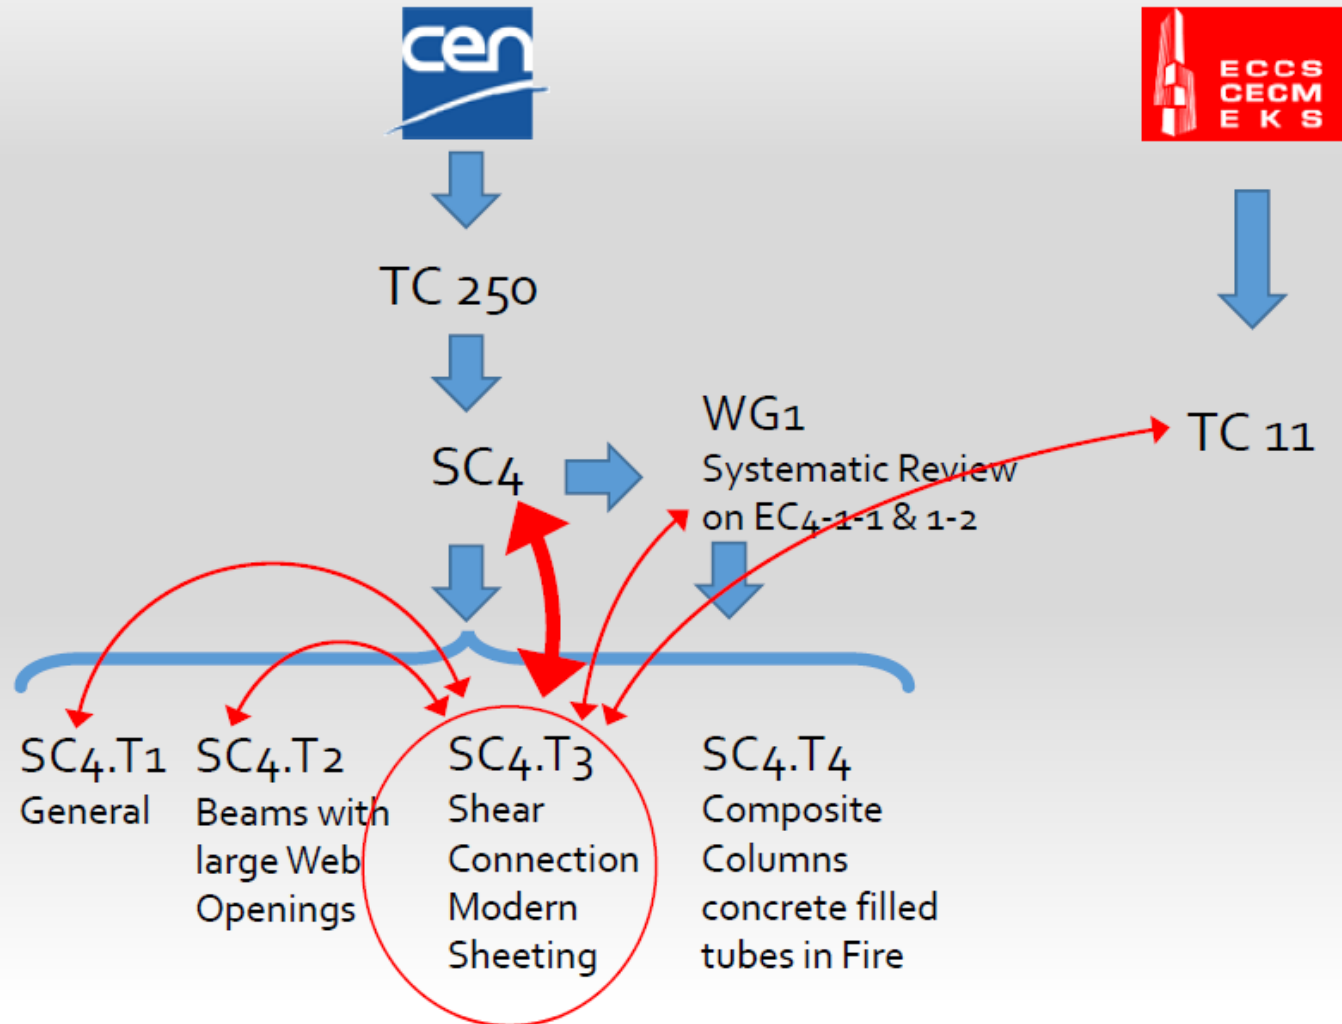 cen
ECCS
CECM
EKS
TC 250
SC4
WG1
Systematic Review
on EC4-1-1 & 1-2
TC 11
SC4.T1
General
SC4.T2
Beams with
large Web
Openings
SC4.T3
Shear
Connection
Modern
Sheeting
SC4.T4
Composite
Columns
concrete filled
tubes in Fire